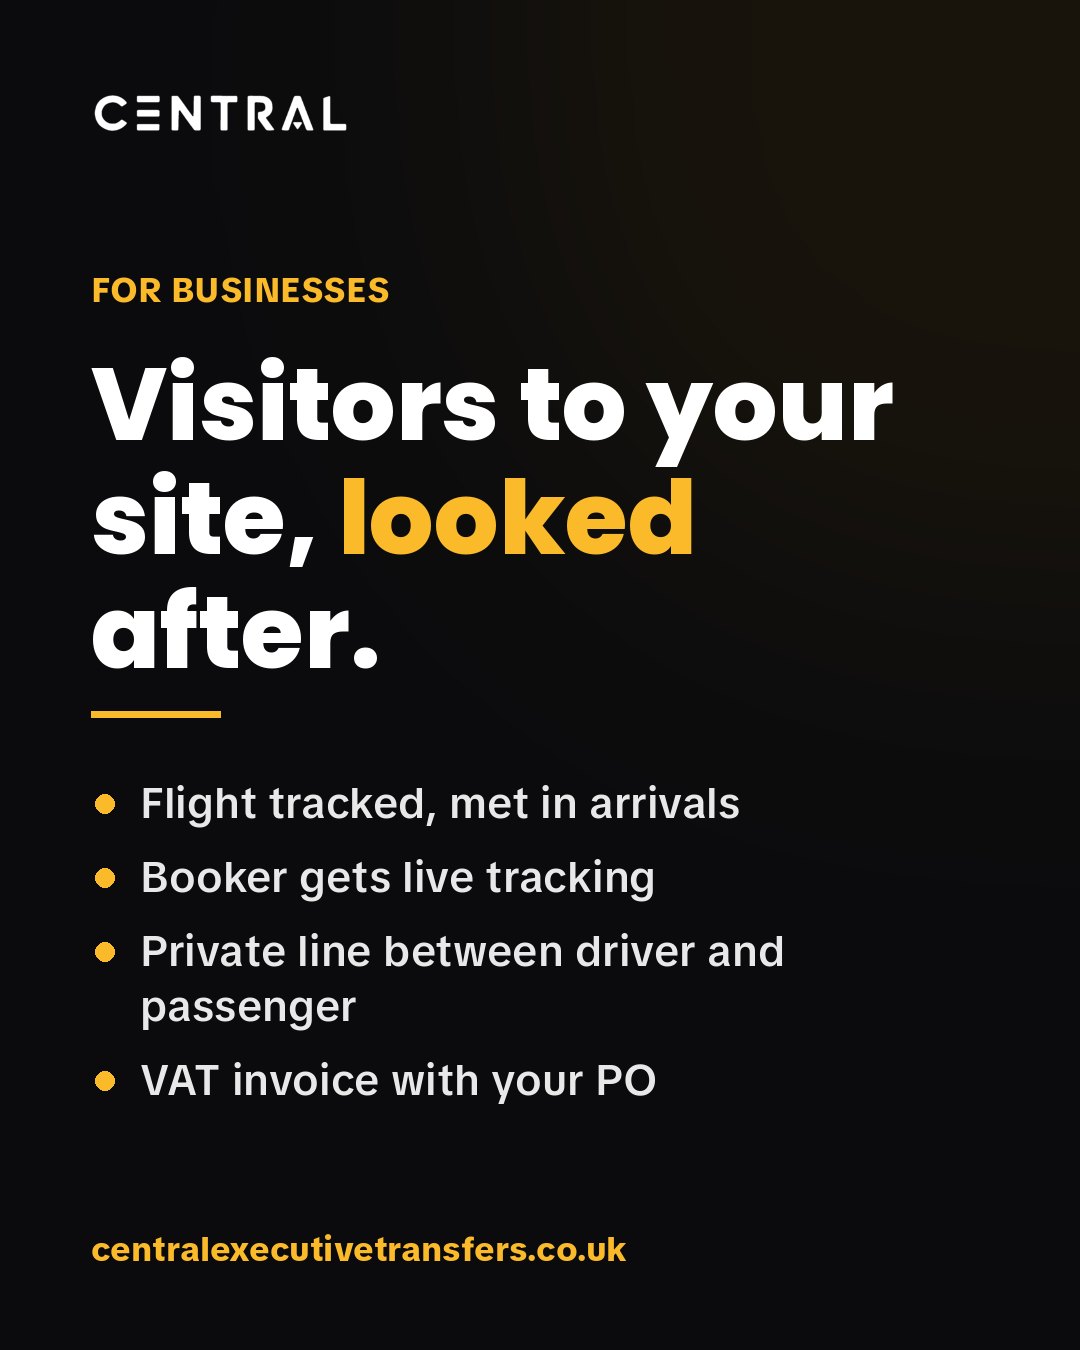 CENTRAL
FOR BUSINESSES
Visitors to your
site, looked
after.
Flight tracked, met in arrivals
Booker gets live tracking
Private line between driver and
passenger
VAT invoice with your PO
centralexecutivetransfers.co.uk